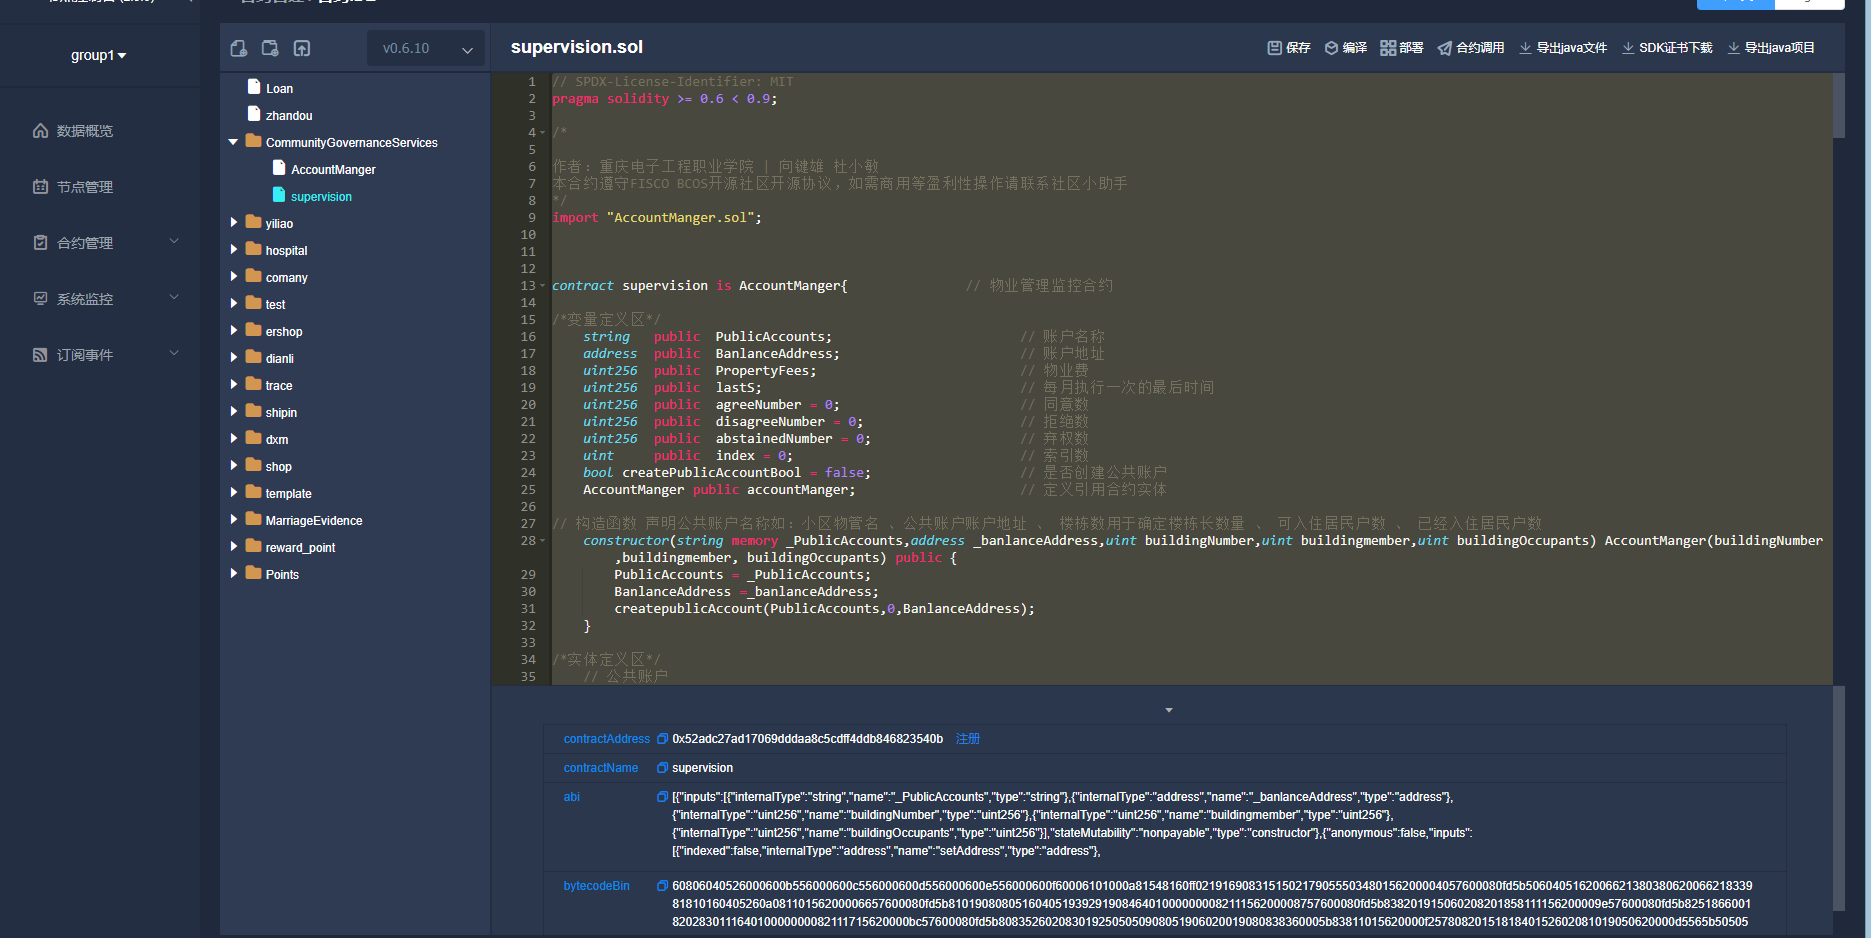 group1
数据概览
节点管理
合约管理
系统监控
订阅事件
v0.6.10
Loan
zhandou
CommunityGovernanceServices
AccountManger
supervision
yiliao
hospital
comany
test
ershop
dianli
trace
shipin
dxm
shop
template
MarriageEvidence
reward_point
Points
supervision.sol
保存 编译 部署 合约调用 导出java文件 SDK证书下载 导出java项目
1 // SPDX-License-Identifier: MIT
2 pragma solidity >= 0.6 < 0.9;
3
4 /*
5
6 作者：重庆电子工程职业学院 | 向键雄 杜小敏
7 本合约遵守FISCO BCOS开源社区开源协议，如需商用等盈利性操作请联系社区小助手
8 */
9 import "AccountManger.sol";
10
11
12
13 contract supervision is AccountManger{ // 物业管理监控合约
14
15 /*变量定义区*/
16 string public PublicAccounts; // 账户名称
17 address public BanlanceAddress; // 账户地址
18 uint256 public PropertyFees; // 物业费
19 uint256 public lastS; // 每月执行一次的最后时间
20 uint256 public agreeNumber = 0; // 同意数
21 uint256 public disagreeNumber = 0; // 拒绝数
22 uint256 public abstainedNumber = 0; // 弃权数
23 uint public index = 0; // 索引数
24 bool createPublicAccountBool = false; // 是否创建公共账户
25 AccountManger public accountManger; // 定义引用合约实体
26
27 // 构造函数 声明公共账户名称如：小区物管名 、公共账户账户地址 、 楼栋数用于确定楼栋长数量 、 可入住居民户数 、 已经入住居民户数
28 constructor(string memory _PublicAccounts,address _banlanceAddress,uint buildingNumber,uint buildingmember,uint buildingOccupants) AccountManger(buildingNumber
,buildingmember, buildingOccupants) public {
29 PublicAccounts = _PublicAccounts;
30 BanlanceAddress =_banlanceAddress;
31 createpublicAccount(PublicAccounts,0,BanlanceAddress);
32 }
33
34 /*实体定义区*/
35 // 公共账户
contractAddress 0x52adc27ad17069dddaa8c5cdff4ddb846823540b 注册
contractName supervision
abi [{"inputs":[{"internalType":"string","name":"_PublicAccounts","type":"string"},{"internalType":"address","name":"_banlanceAddress","type":"address"},
{"internalType":"uint256","name":"buildingNumber","type":"uint256"},{"internalType":"uint256","name":"buildingmember","type":"uint256"},
{"internalType":"uint256","name":"buildingOccupants","type":"uint256"}],"stateMutability":"nonpayable","type":"constructor"},{"anonymous":false,"inputs":
[{"indexed":false,"internalType":"address","name":"setAddress","type":"address"},
bytecodeBin